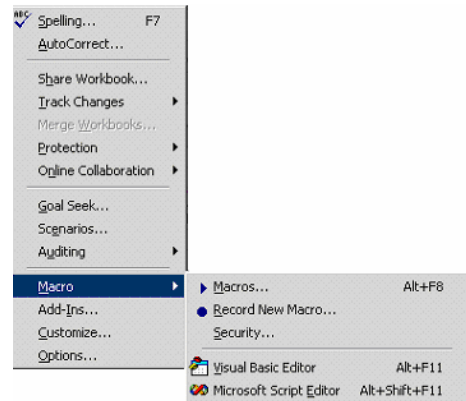 ABC Spelling... F7
AutoCorrect...
Share Workbook...
Track Changes
Merge Workbooks...
Protection
Online Collaboration
Goal Seek...
Scenarios...
Auditing
Macro
Macros... Alt+F8
Add-Ins...
Record New Macro...
Customize...
Security...
Options...
Visual Basic Editor Alt+F11
Microsoft Script Editor Alt+Shift+F11